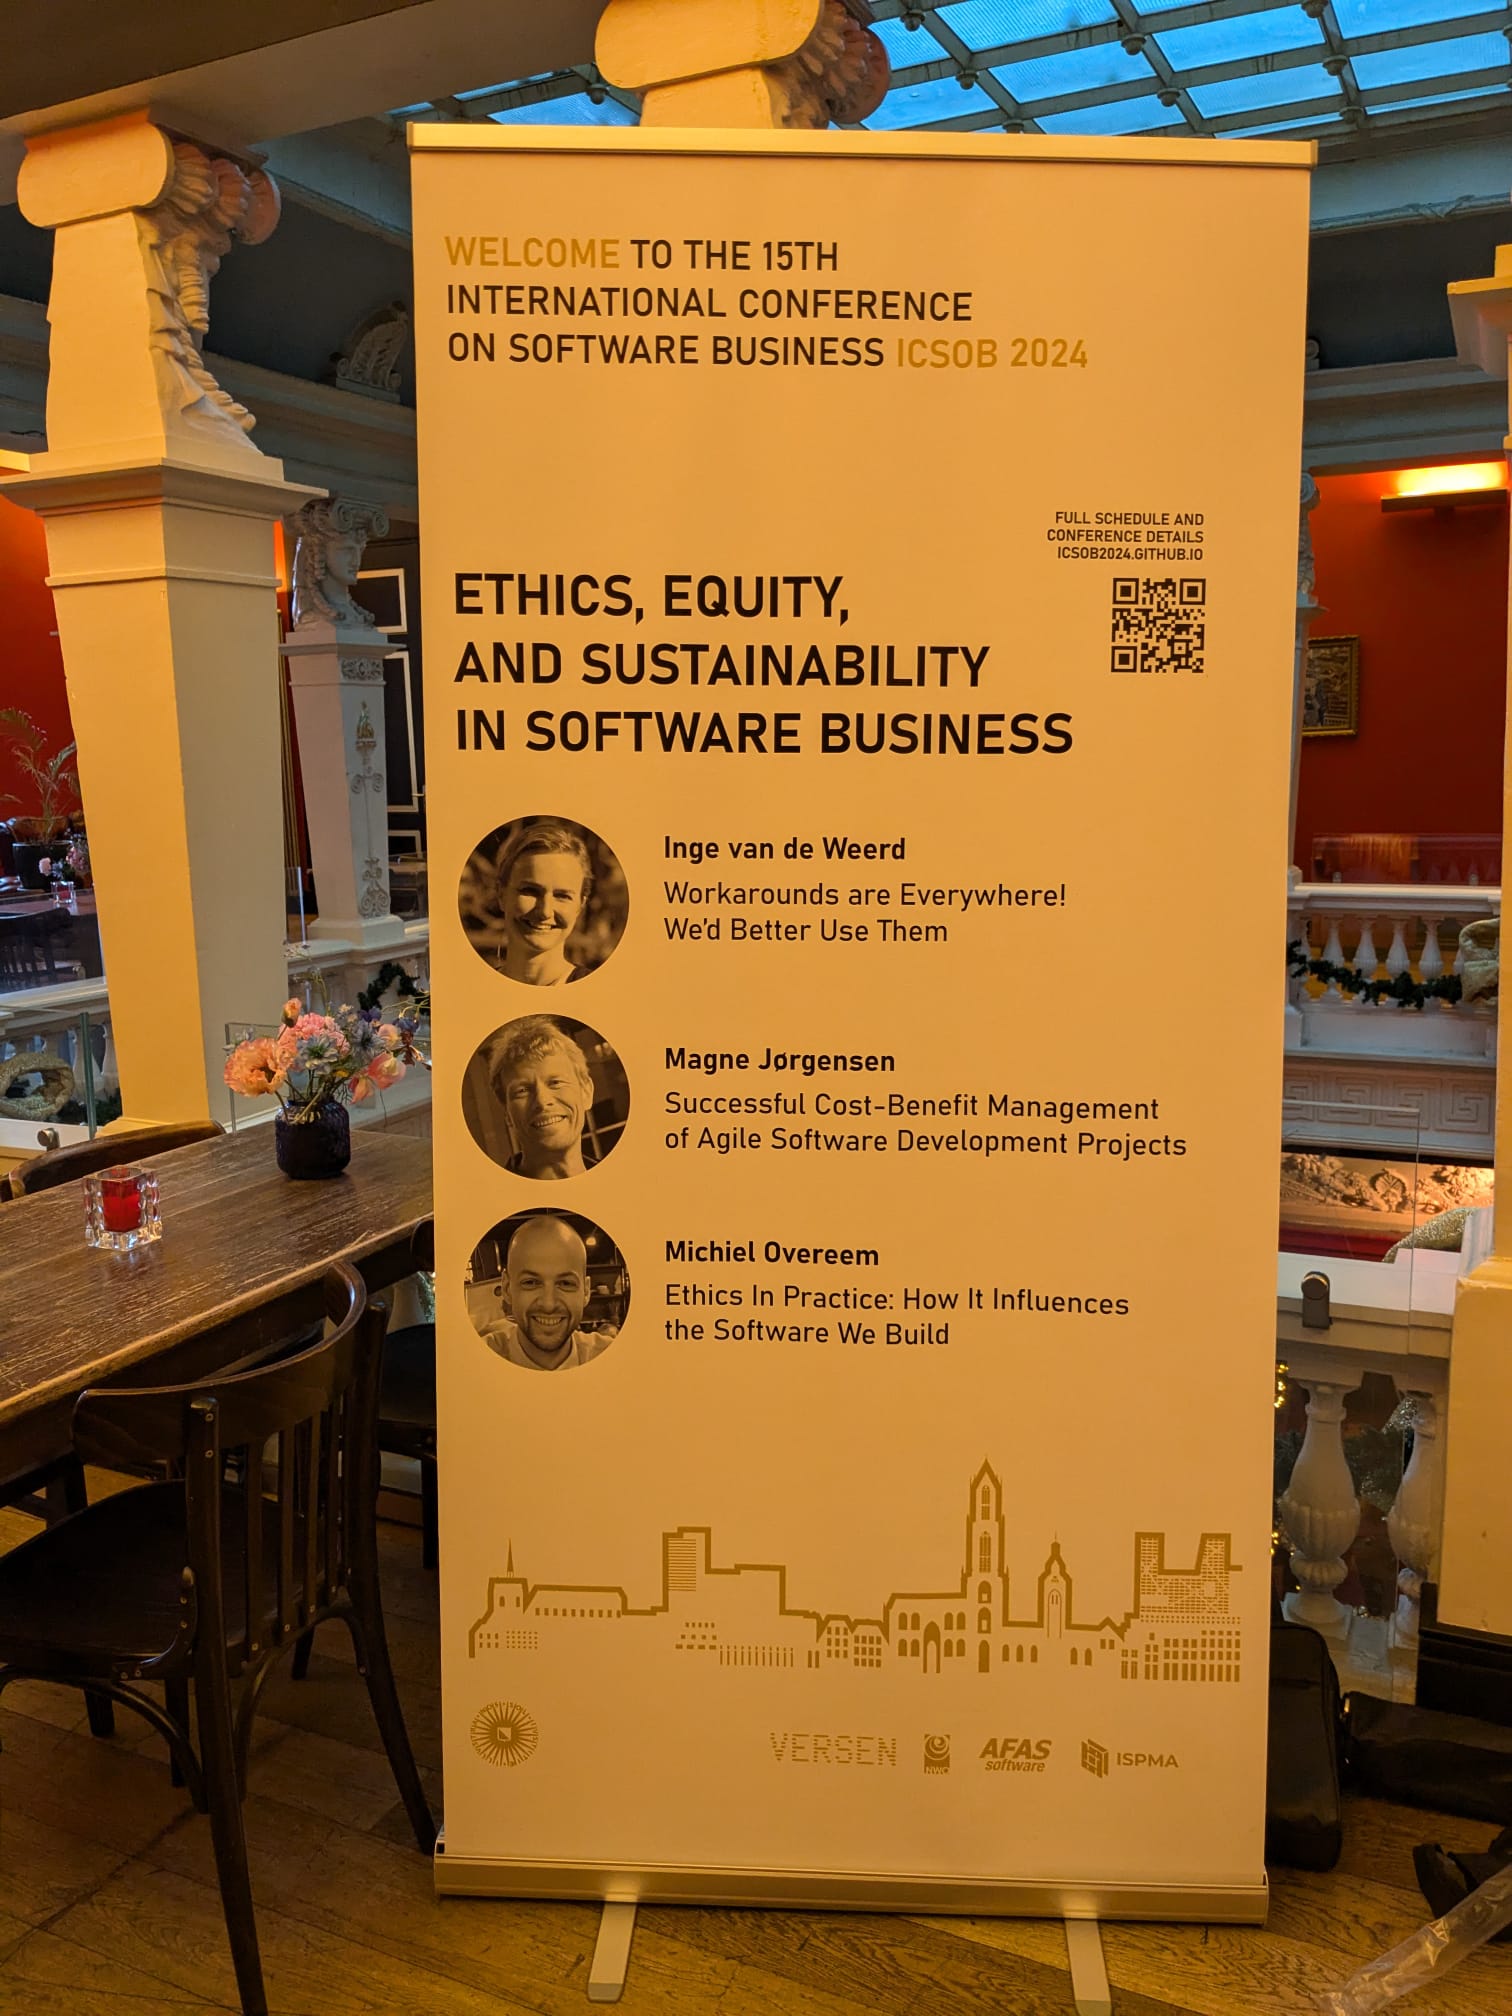 WELCOME TO THE 15TH
INTERNATIONAL CONFERENCE
ON SOFTWARE BUSINESS ICSOB 2024
FULL SCHEDULE AND
CONFERENCE DETAILS
ICSOB2024.GITHUB.IO
ETHICS, EQUITY,
AND SUSTAINABILITY
IN SOFTWARE BUSINESS
Inge van de Weerd
Workarounds are Everywhere!
We'd Better Use Them
Magne Jørgensen
Successful Cost-Benefit Management
of Agile Software Development Projects
Michiel Overeem
Ethics In Practice: How It Influences
the Software We Build
VERSEN
NWO
AFAS
software
ISPMA